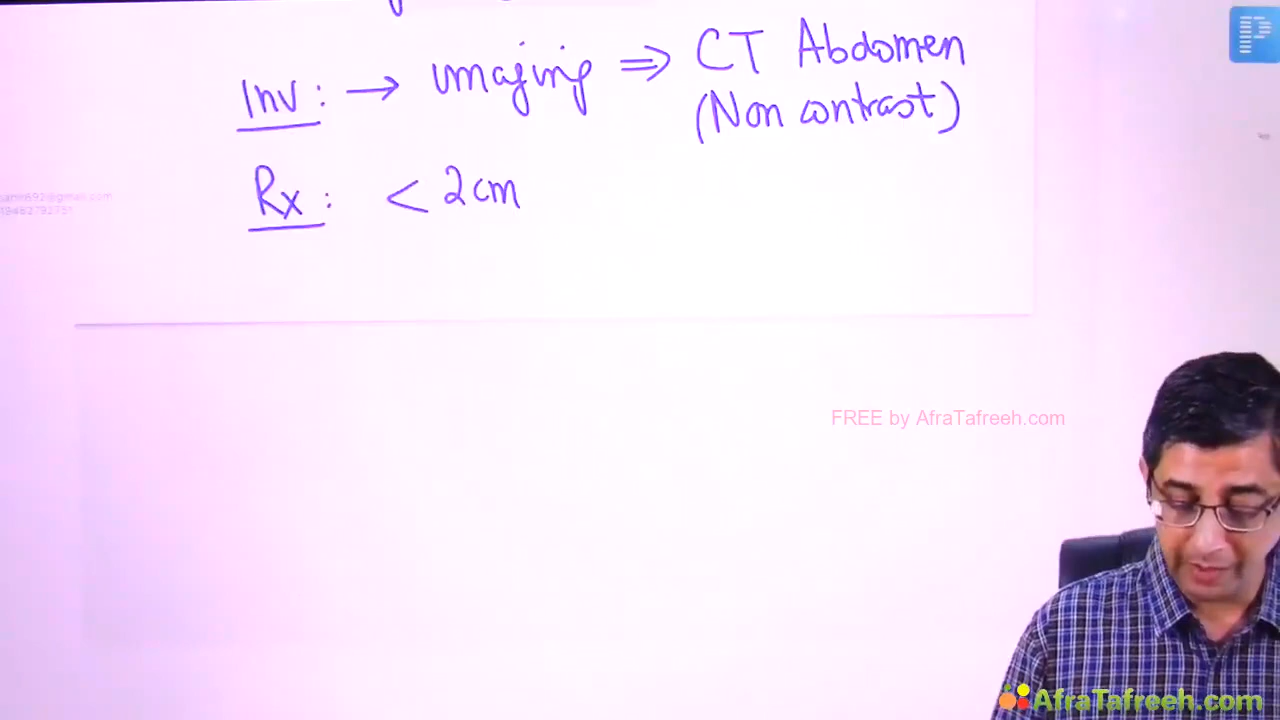 Inv: → imaging ⇒ CT Abdomen
(Non contrast)
Rx: < 2cm
FREE by AfraTafreeh.com
AfraTafreeh.com